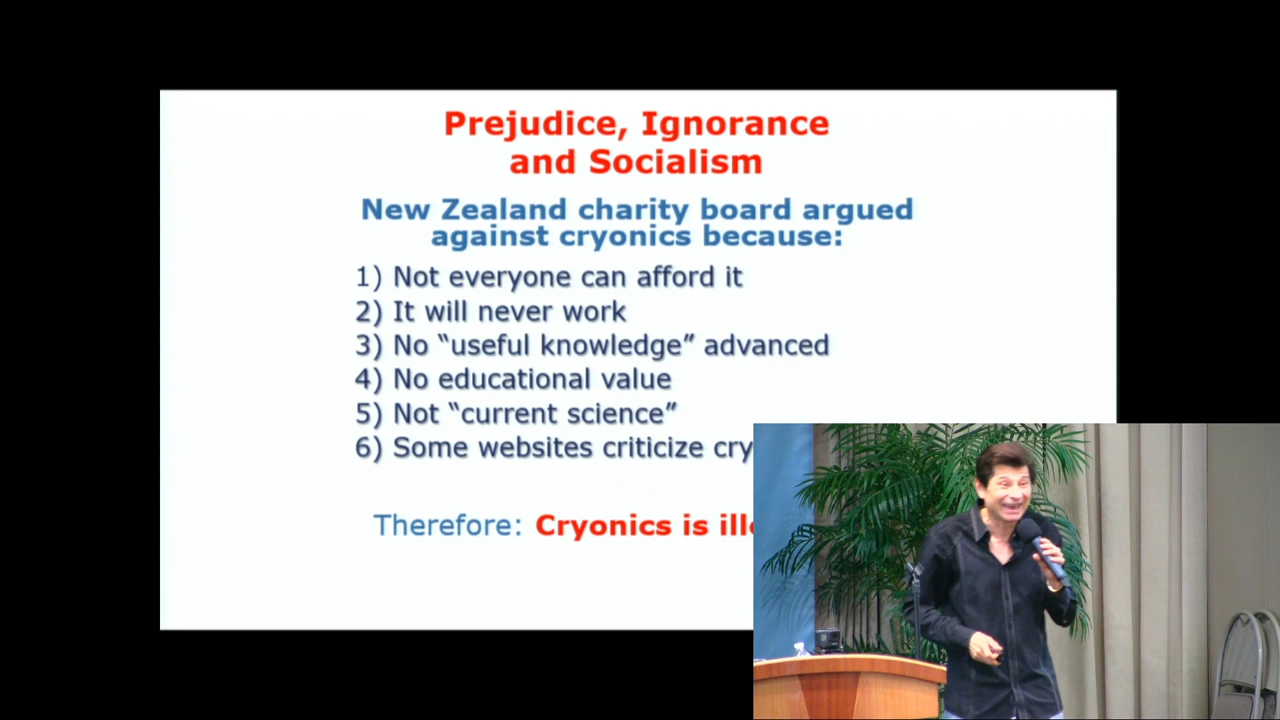 Prejudice, Ignorance
and Socialism
New Zealand charity board argued
against cryonics because:
1) Not everyone can afford it
2) It will never work
3) No “useful knowledge” advanced
4) No educational value
5) Not “current science”
6) Some websites criticize
Therefore: Cryonics is